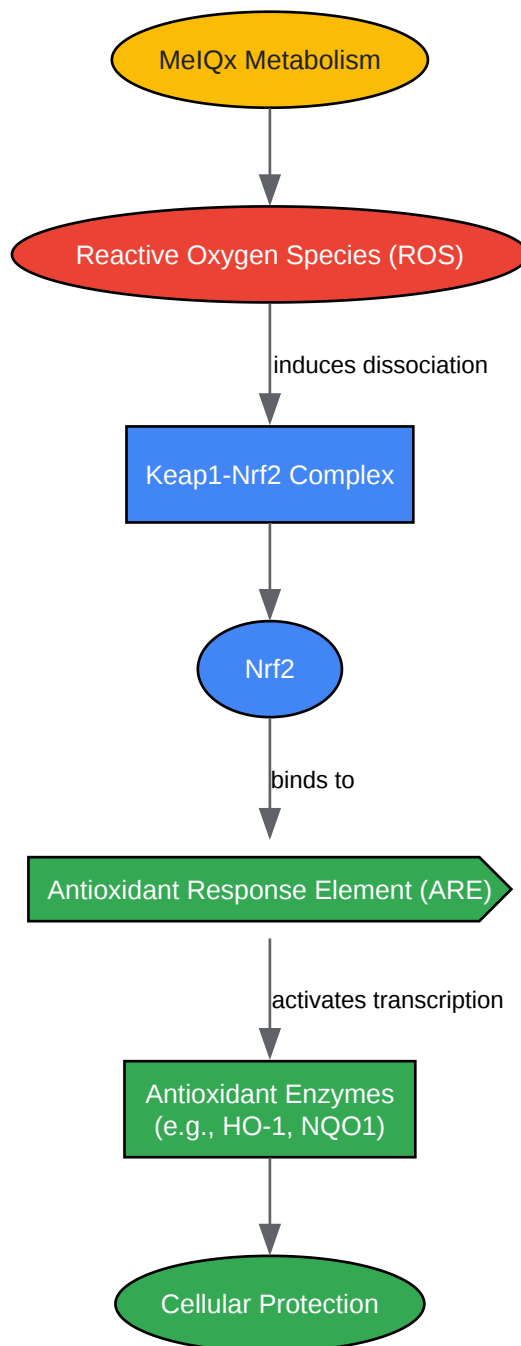 MeIQx Metabolism
Reactive Oxygen Species (ROS)
induces dissociation
Keap1-Nrf2 Complex
Nrf2
binds to
Antioxidant Response Element (ARE)
activates transcription
Antioxidant Enzymes
(e.g., HO-1, NQO1)
Cellular Protection